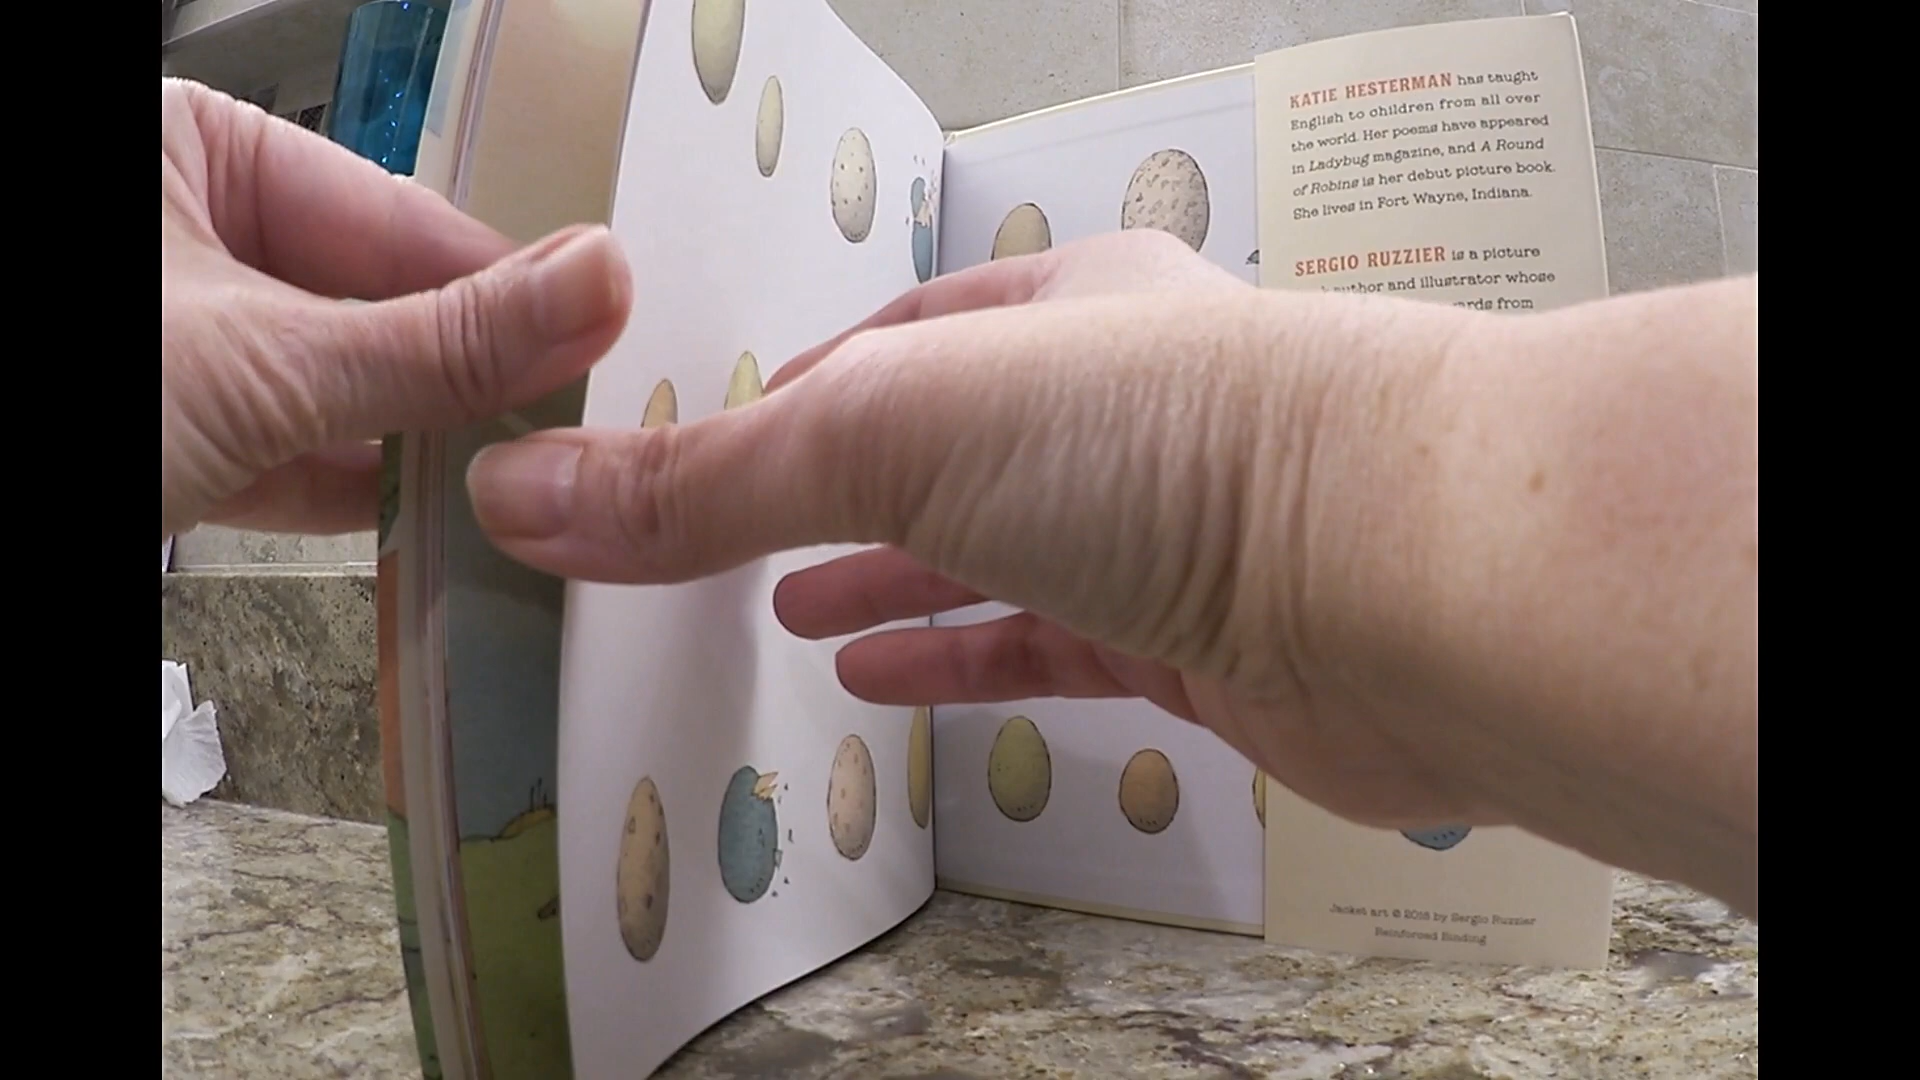 KATIE HESTERMAN has taught
English to children from all over
the world. Her poems have appeared
in Ladybug magazine, and A Round
of Robins is her debut picture book.
She lives in Fort Wayne, Indiana.
SERGIO RUZZIER is a picture
author and illustrator whose
from
Jacket art © 2018 by Sergio Ruzzier
Reinforced Binding